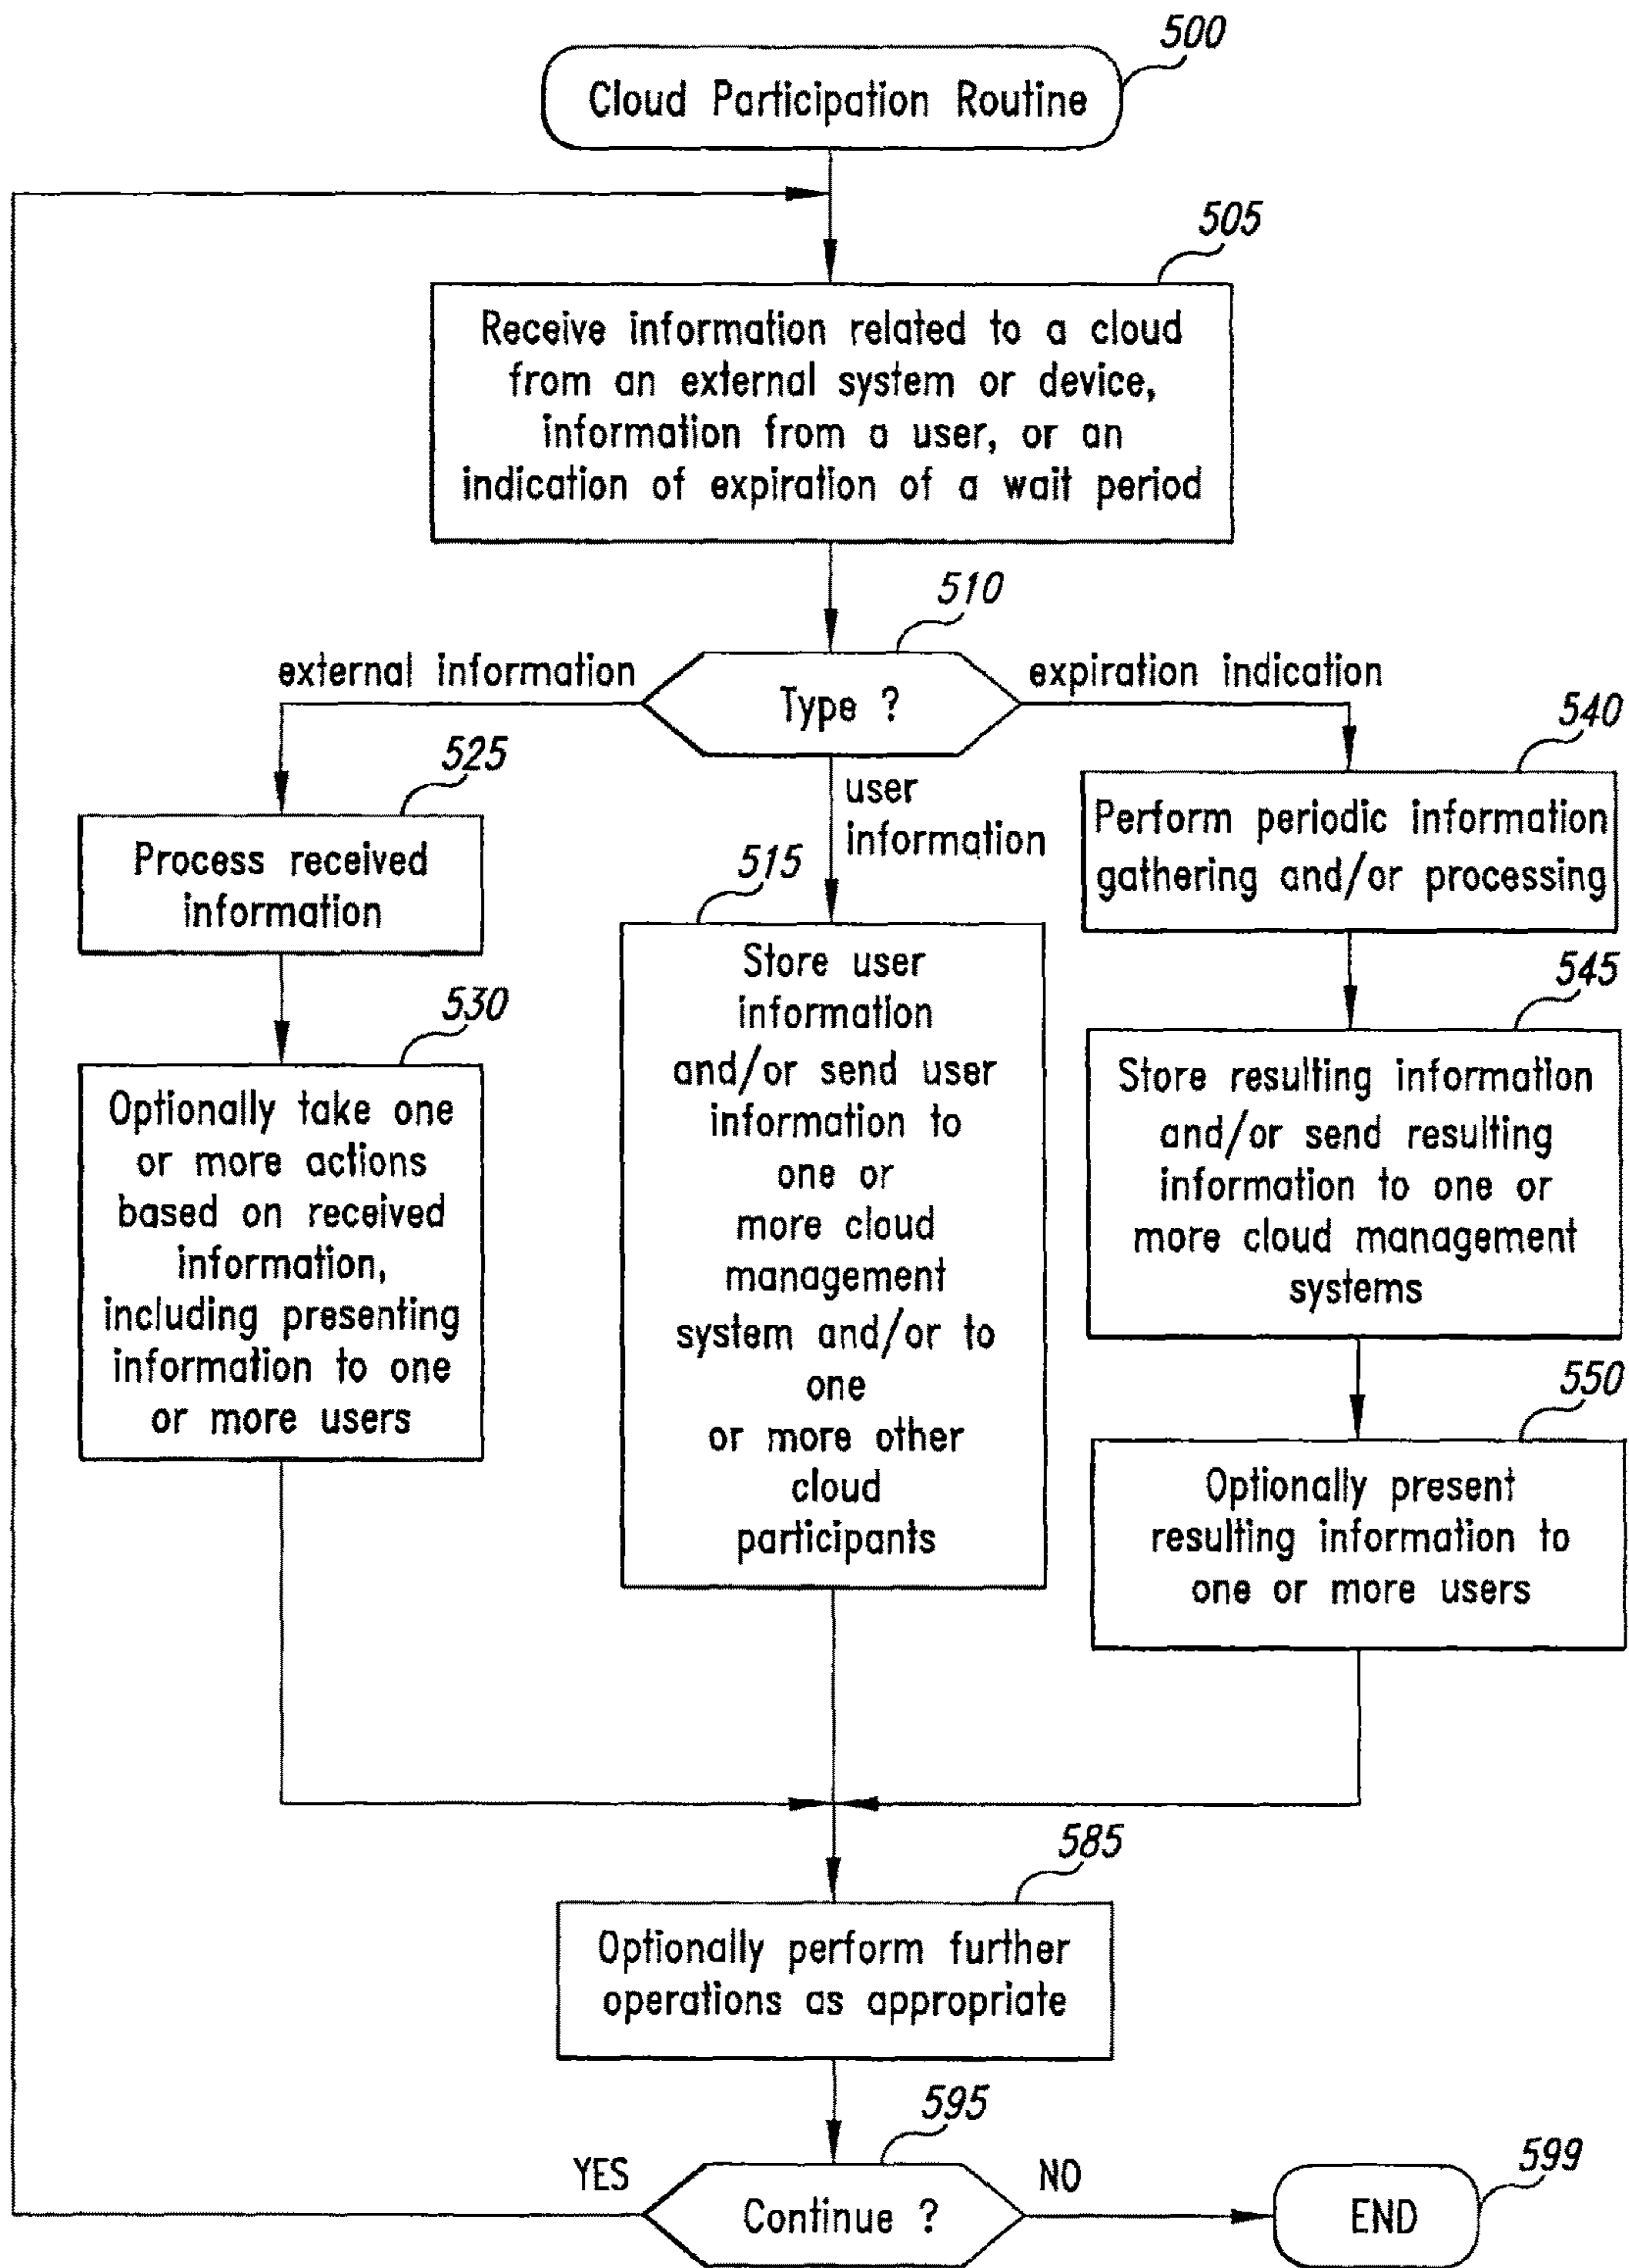 500
Cloud Participation Routine
505
Receive information related to a cloud
from an external system or device,
information from a user, or an
indication of expiration of a wait period
510
external information
Type ?
expiration indication
user
information
525
Process received
information
530
Optionally take one
or more actions
based on received
information,
including presenting
information to one
or more users
515
Store user
information
and/or send user
information to
one or
more cloud
management
system and/or to
one
or more other
cloud
participants
540
Perform periodic information
gathering and/or processing
545
Store resulting information
and/or send resulting
information to one or
more cloud management
systems
550
Optionally present
resulting information to
one or more users
585
Optionally perform further
operations as appropriate
595
YES
Continue ?
NO
599
END